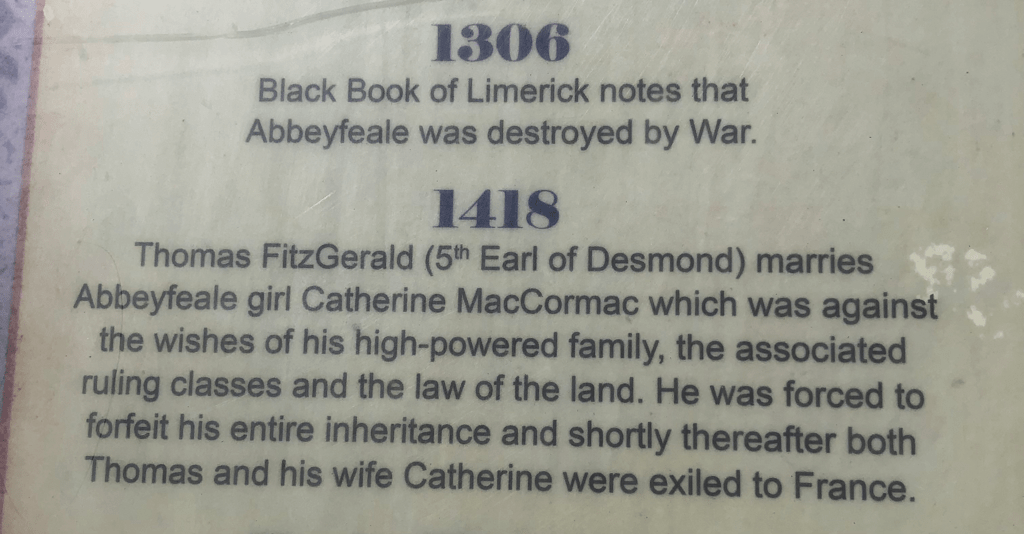 1306
Black Book of Limerick notes that
Abbeyfeale was destroyed by War.
1418
Thomas FitzGerald (5th Earl of Desmond) marries
Abbeyfeale girl Catherine MacCormac which was against
the wishes of his high-powered family, the associated
ruling classes and the law of the land. He was forced to
forfeit his entire inheritance and shortly thereafter both
Thomas and his wife Catherine were exiled to France.